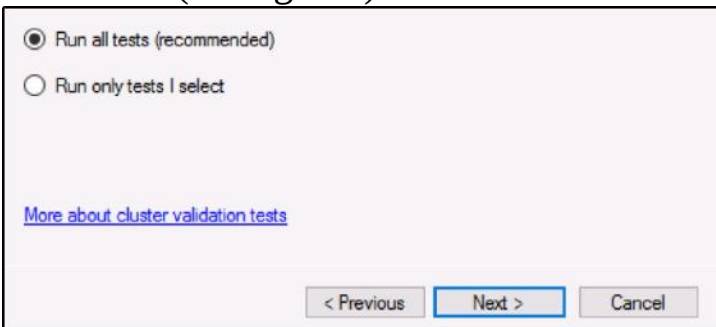 Run all tests (recommended)
Run only tests I select
More about cluster validation tests
< Previous Next > Cancel